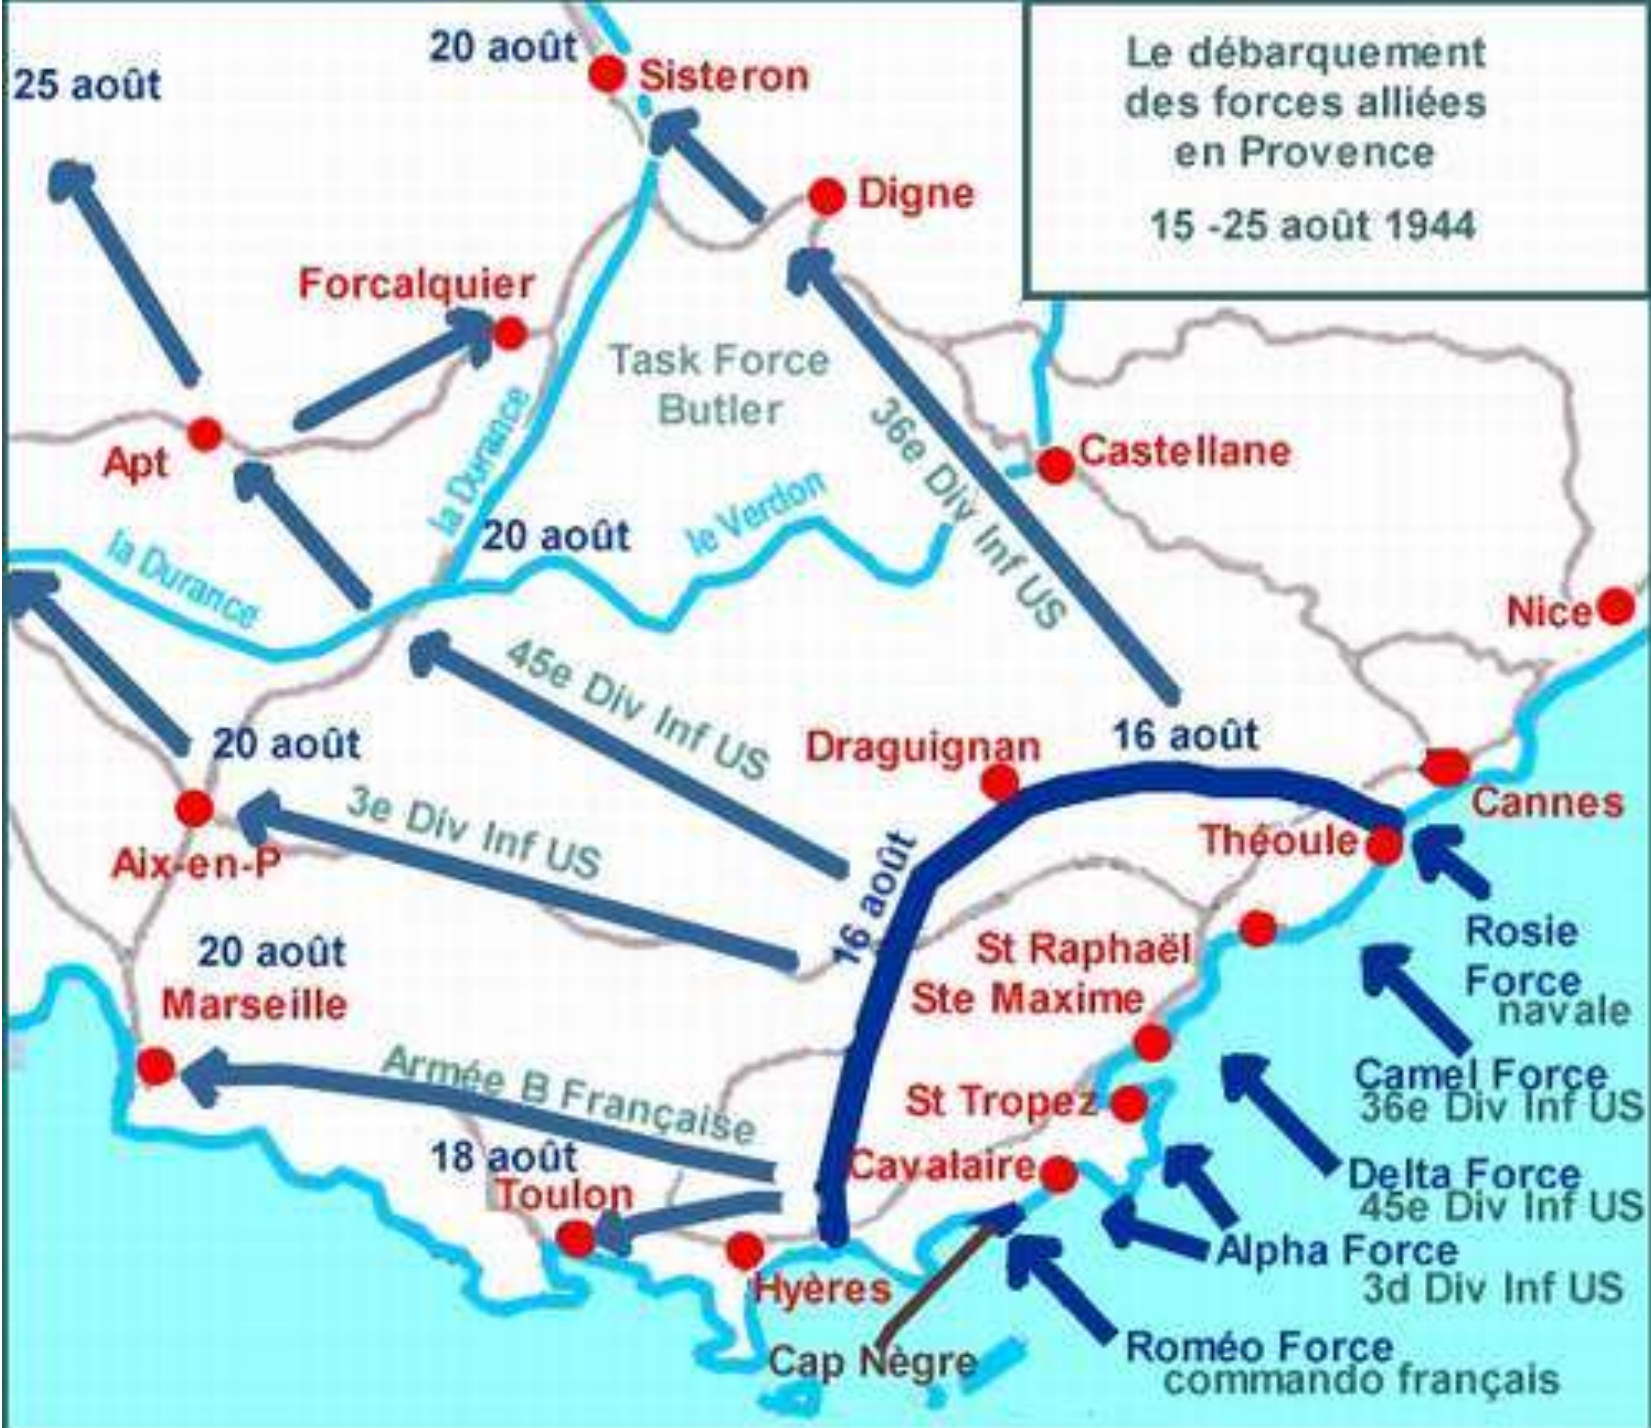 Le débarquement
des forces alliées
en Provence
15 -25 août 1944
20 août
Sisteron
25 août
Digne
Forcalquier
Task Force
Butler
36e Div Inf US
Castellane
Apt
la Durance
20 août
le Verdon
la Durance
Nice
45e Div Inf US
20 août
Draguignan
16 août
3e Div Inf US
Cannes
Théoule
Aix-en-P
16 août
20 août
Marseille
St Raphaël
Ste Maxime
Rosie
Force
navale
Armée B Française
Camel Force
36e Div Inf US
St Tropez
18 août
Toulon
Cavalaire
Delta Force
45e Div Inf US
Alpha Force
3d Div Inf US
Hyères
Cap Nègre
Roméo Force
commando français